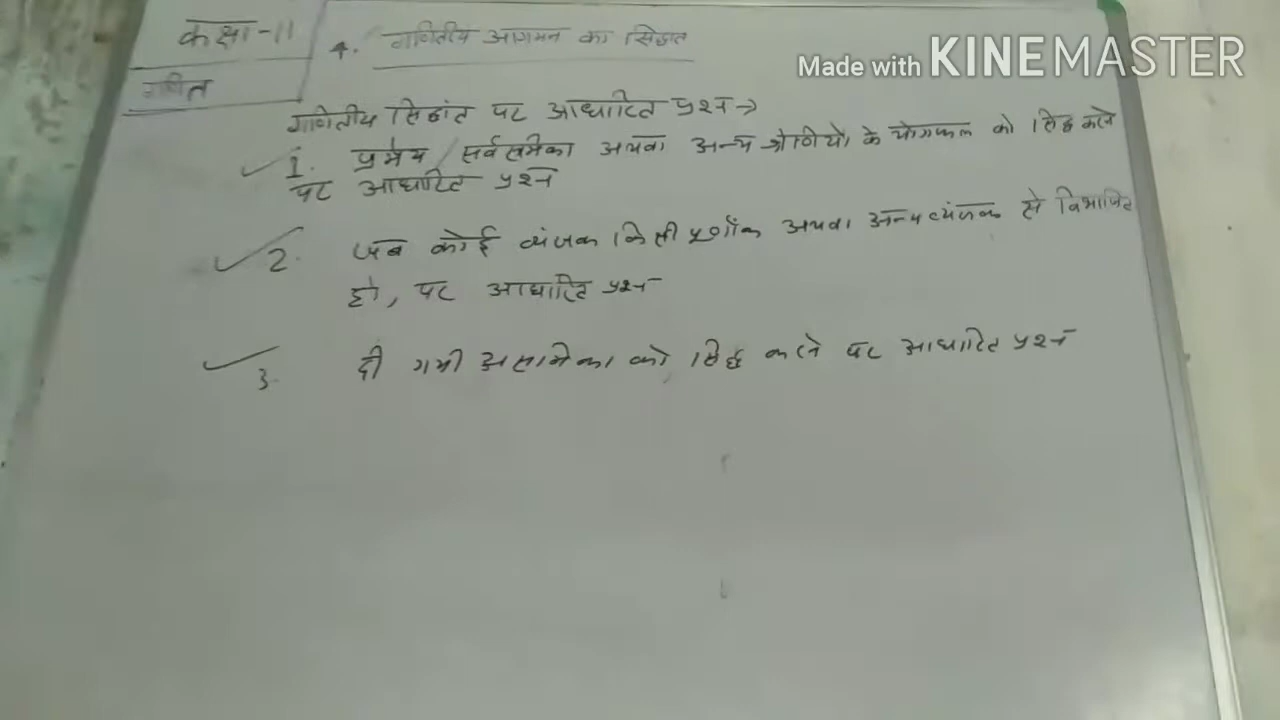 कक्षा-11
4. गणितीय आगमन का सिद्धांत
Made with KINEMASTER
गणित
गणितीय सिद्धांत पर आधारित प्रश्न →
1. प्रमेय / सर्वसमिका अथवा अन्य श्रेणियों के योगफल को सिद्ध करने
पर आधारित प्रश्न
2. जब कोई व्यंजक किसी पूर्णांक अथवा अन्य व्यंजक से विभाजित
हो, पर आधारित प्रश्न
3. दी गयी असमिका को सिद्ध करने पर आधारित प्रश्न